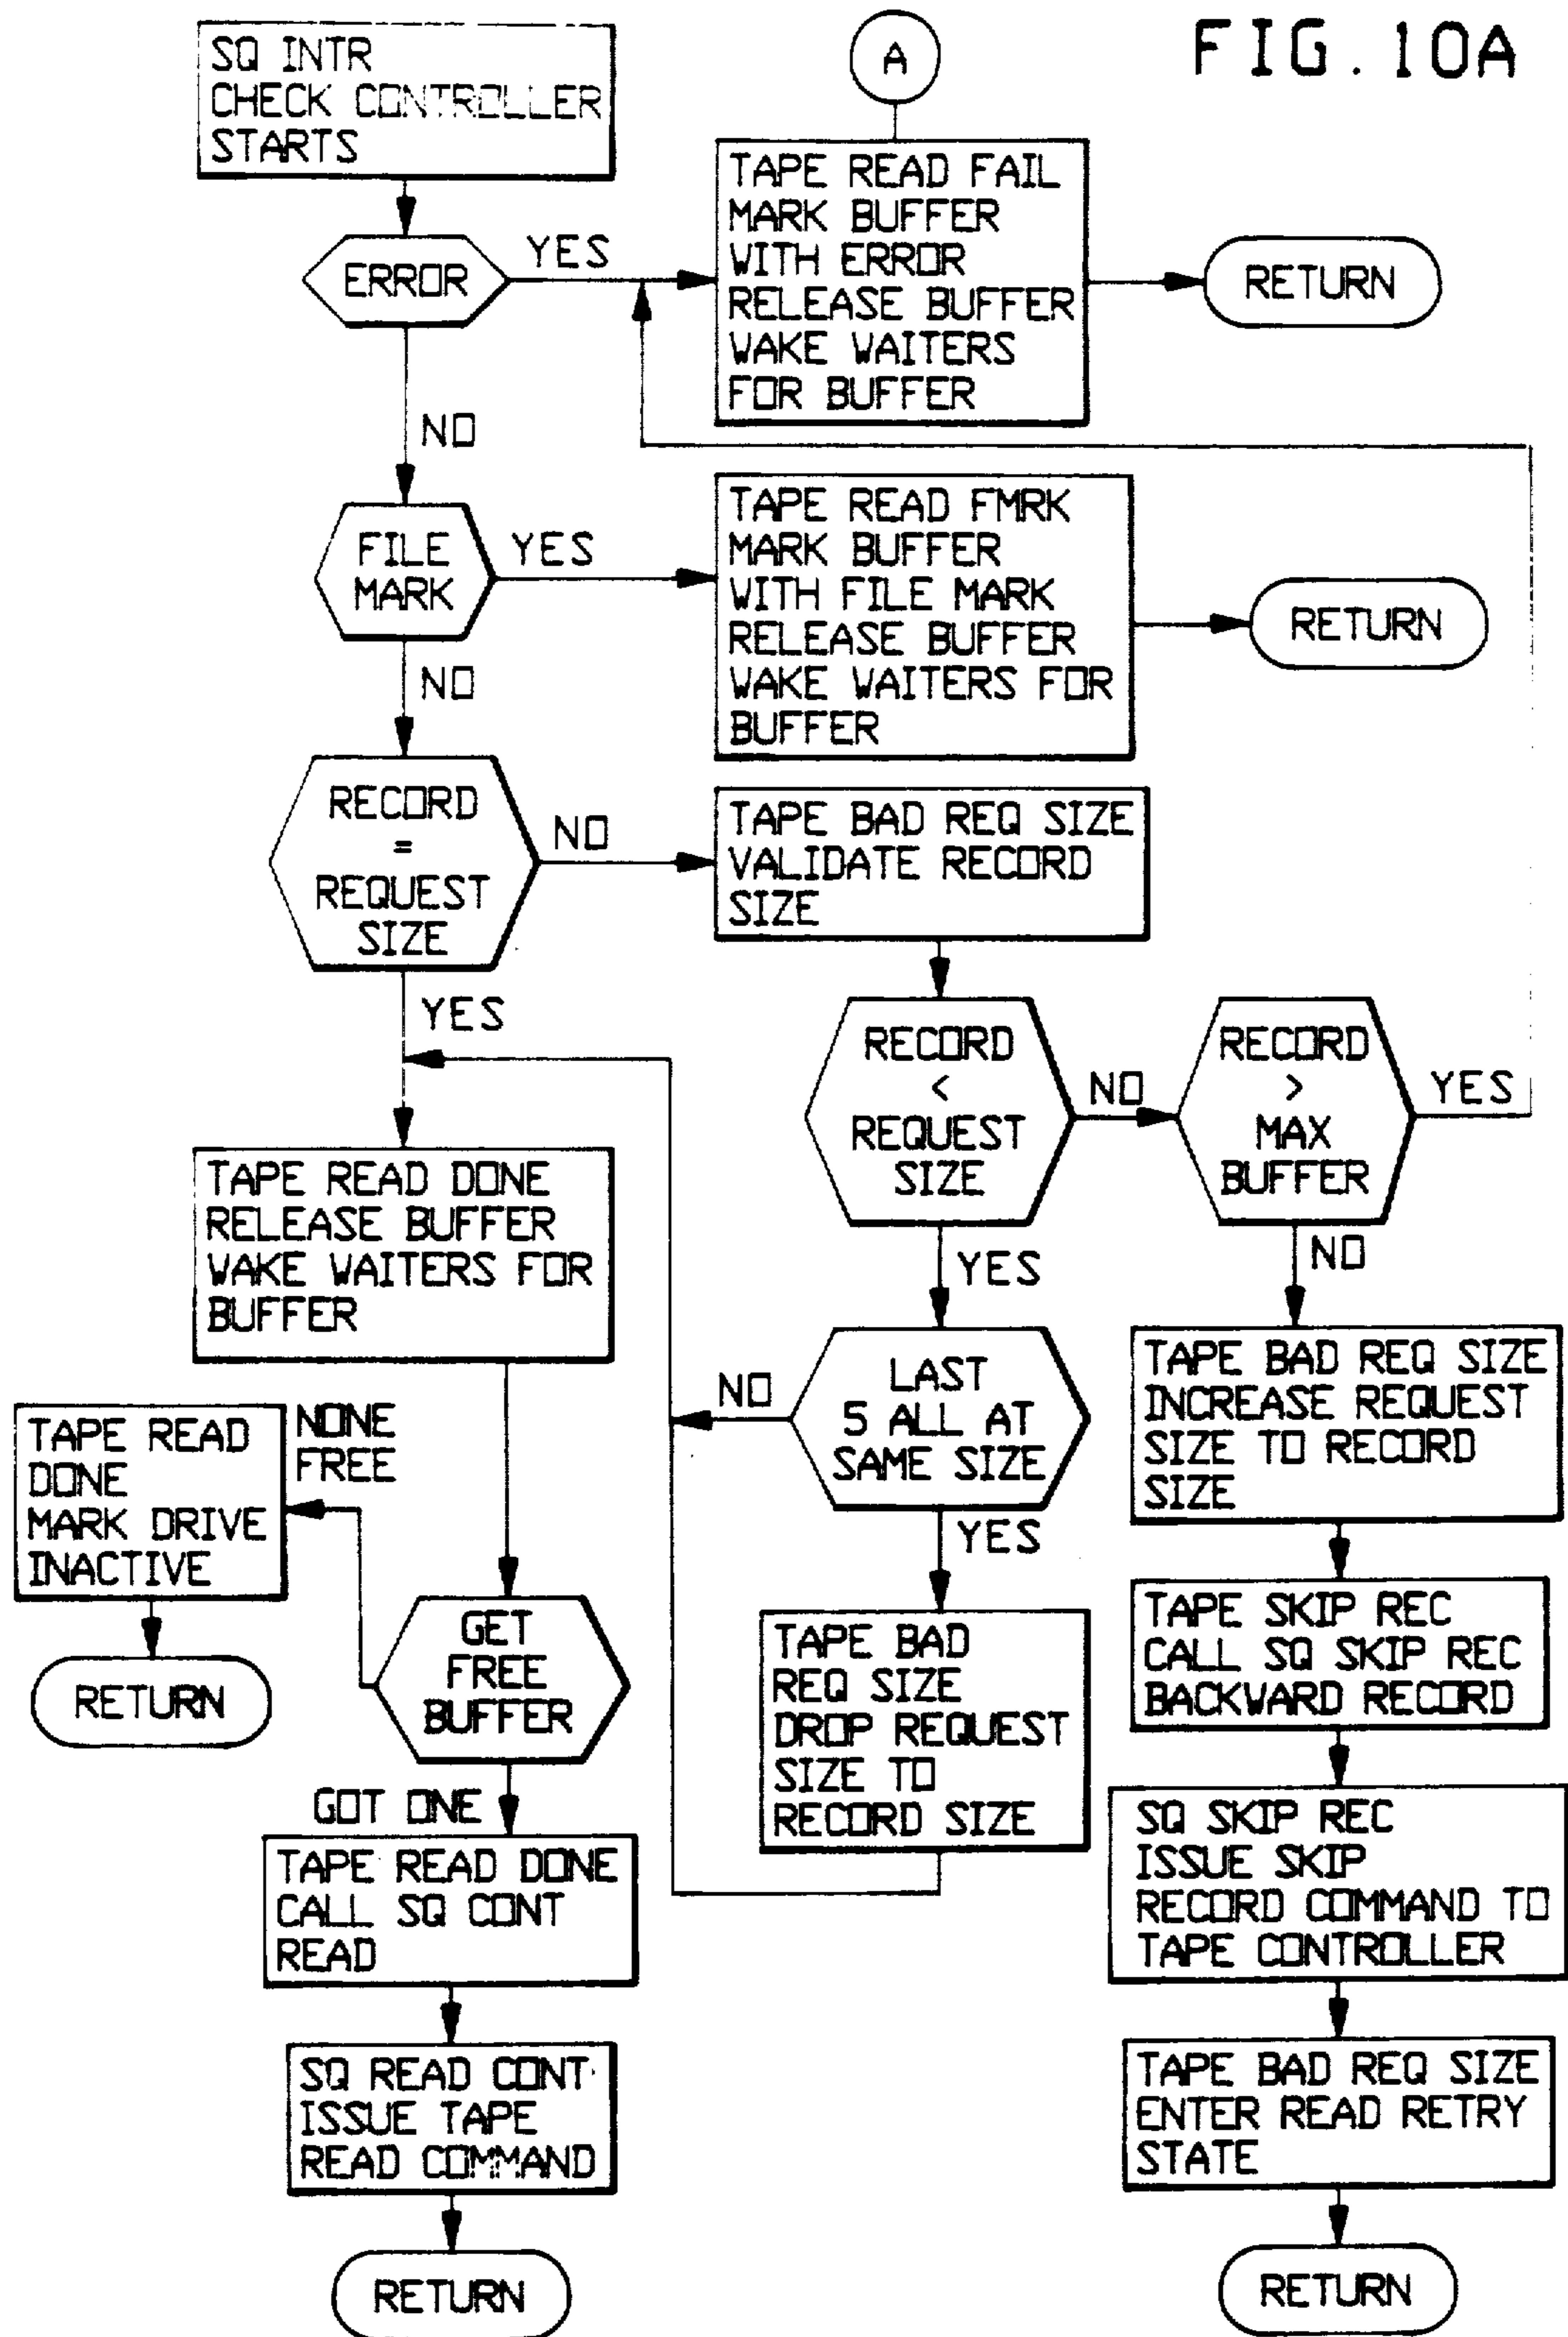 FIG. 10A
SQ INTR
CHECK CONTROLLER
STARTS
A
TAPE READ FAIL
MARK BUFFER
WITH ERROR
RELEASE BUFFER
WAKE WAITERS
FOR BUFFER
ERROR
YES
RETURN
NO
FILE
MARK
YES
TAPE READ FMRK
MARK BUFFER
WITH FILE MARK
RELEASE BUFFER
WAKE WAITERS FOR
BUFFER
RETURN
NO
RECORD
=
REQUEST
SIZE
NO
TAPE BAD REQ SIZE
VALIDATE RECORD
SIZE
YES
RECORD
<
REQUEST
SIZE
NO
RECORD
>
MAX
BUFFER
YES
TAPE READ DONE
RELEASE BUFFER
WAKE WAITERS FOR
BUFFER
YES
NO
LAST
5 ALL AT
SAME SIZE
NO
TAPE BAD REQ SIZE
INCREASE REQUEST
SIZE TO RECORD
SIZE
TAPE READ
DONE
MARK DRIVE
INACTIVE
NONE
FREE
YES
RETURN
GET
FREE
BUFFER
TAPE BAD
REQ SIZE
DROP REQUEST
SIZE TO
RECORD SIZE
TAPE SKIP REC
CALL SQ SKIP REC
BACKWARD RECORD
GOT ONE
TAPE READ DONE
CALL SQ CONT
READ
SQ SKIP REC
ISSUE SKIP
RECORD COMMAND TO
TAPE CONTROLLER
SQ READ CONT
ISSUE TAPE
READ COMMAND
TAPE BAD REQ SIZE
ENTER READ RETRY
STATE
RETURN
RETURN